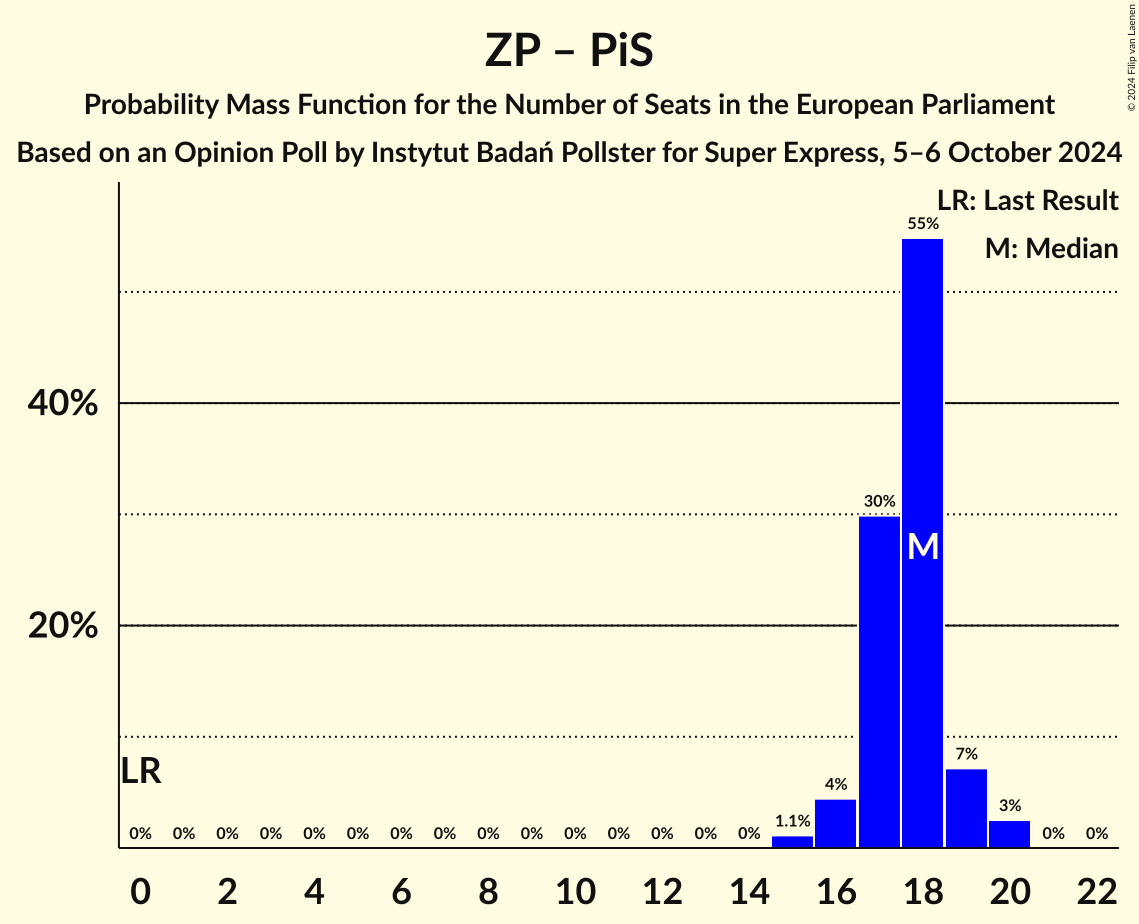 ZP – PiS
Probability Mass Function for the Number of Seats in the European Parliament
Based on an Opinion Poll by Instytut Badań Pollster for Super Express, 5–6 October 2024
© 2024 Filip van Laenen
LR: Last Result
55%
M: Median
40%
30%
M
20%
LR
7%
4%
3%
1.1%
0% 0% 0% 0% 0% 0% 0% 0% 0% 0% 0% 0% 0% 0% 0% 0% 0%
0 2 4 6 8 10 12 14 16 18 20 22